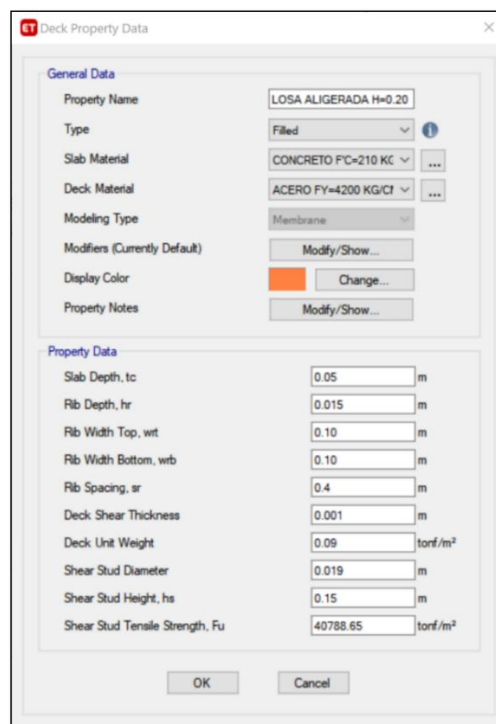 ET Deck Property Data
General Data
Property Name LOSA ALIGERADA H=0.20
Type Filled
Slab Material CONCRETO F'C=210 KG ...
Deck Material ACERO FY=4200 KG/CM ...
Modeling Type Membrane
Modifiers (Currently Default) Modify/Show...
Display Color Change...
Property Notes Modify/Show...
Property Data
Slab Depth, tc 0.05 m
Rib Depth, hr 0.015 m
Rib Width Top, wrt 0.10 m
Rib Width Bottom, wrb 0.10 m
Rib Spacing, sr 0.4 m
Deck Shear Thickness 0.001 m
Deck Unit Weight 0.09 tonf/m²
Shear Stud Diameter 0.019 m
Shear Stud Height, hs 0.15 m
Shear Stud Tensile Strength, Fu 40788.65 tonf/m²
OK Cancel